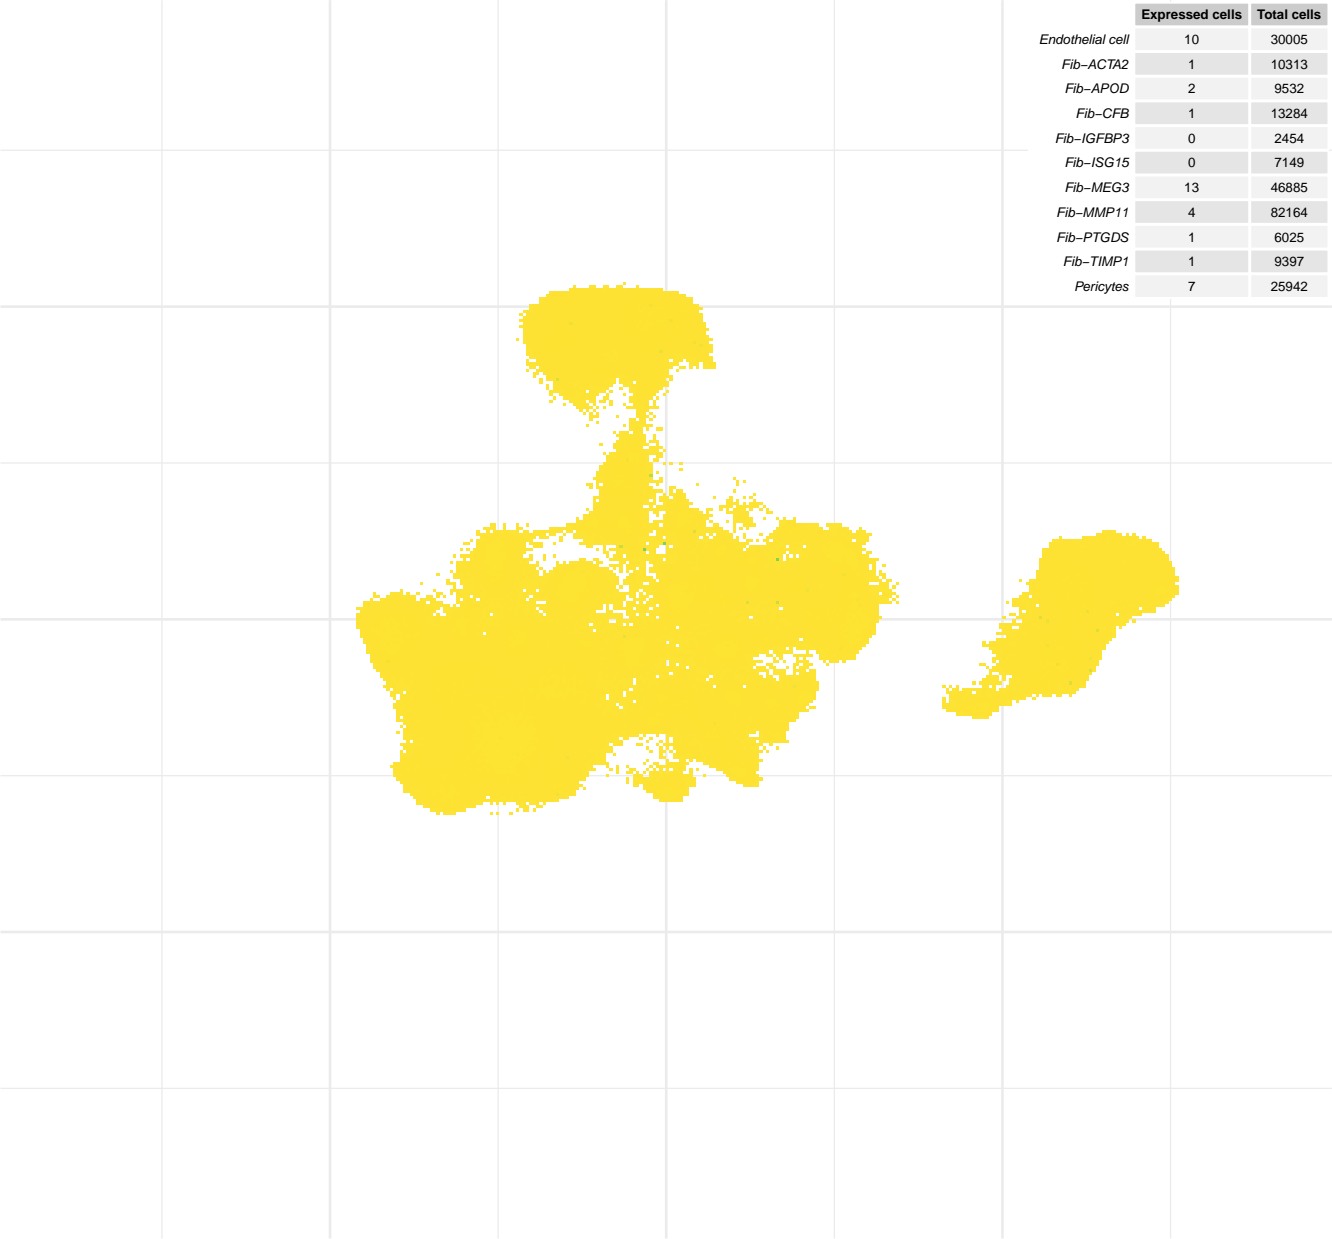 Expressed cells Total cells
Endothelial cell 10 30005
Fib−ACTA2 1 10313
Fib−APOD 2 9532
Fib−CFB 1 13284
Fib−IGFBP3 0 2454
Fib−ISG15 0 7149
Fib−MEG3 13 46885
Fib−MMP11 4 82164
Fib−PTGDS 1 6025
Fib−TIMP1 1 9397
Pericytes 7 25942